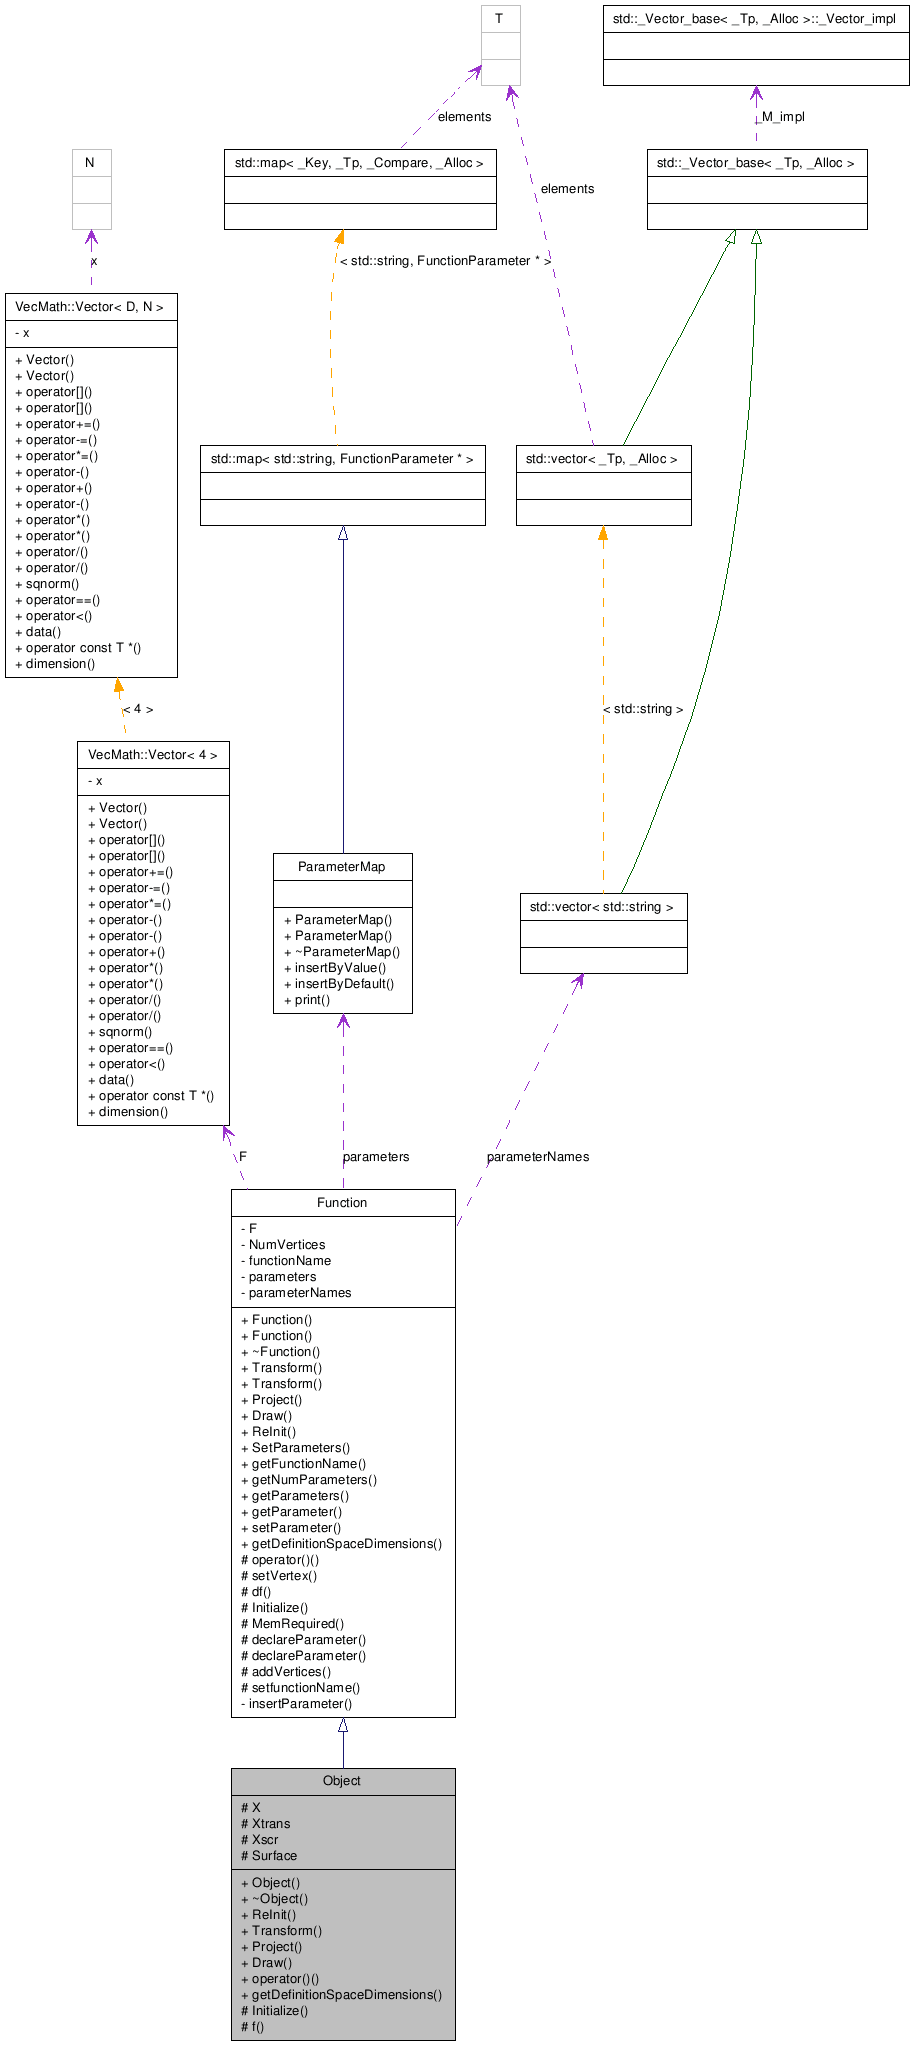 T
std::_Vector_base< _Tp, _Alloc >::_Vector_impl
elements
_M_impl
N
std::map< _Key, _Tp, _Compare, _Alloc >
std::_Vector_base< _Tp, _Alloc >
elements
x
< std::string, FunctionParameter * >
VecMath::Vector< D, N >
- x
+ Vector()
+ Vector()
+ operator[]()
+ operator[]()
+ operator+=()
+ operator-=()
+ operator*=()
+ operator-()
+ operator+()
+ operator-()
+ operator*()
+ operator*()
+ operator/()
+ operator/()
+ sqnorm()
+ operator==()
+ operator<()
+ data()
+ operator const T *()
+ dimension()
std::map< std::string, FunctionParameter * >
std::vector< _Tp, _Alloc >
< 4 >
< std::string >
VecMath::Vector< 4 >
- x
+ Vector()
+ Vector()
+ operator[]()
+ operator[]()
+ operator+=()
+ operator-=()
+ operator*=()
+ operator-()
+ operator-()
+ operator+()
+ operator*()
+ operator*()
+ operator/()
+ operator/()
+ sqnorm()
+ operator==()
+ operator<()
+ data()
+ operator const T *()
+ dimension()
ParameterMap
+ ParameterMap()
+ ParameterMap()
+ ~ParameterMap()
+ insertByValue()
+ insertByDefault()
+ print()
std::vector< std::string >
F
parameters
parameterNames
Function
- F
- NumVertices
- functionName
- parameters
- parameterNames
+ Function()
+ Function()
+ ~Function()
+ Transform()
+ Transform()
+ Project()
+ Draw()
+ ReInit()
+ SetParameters()
+ getFunctionName()
+ getNumParameters()
+ getParameters()
+ getParameter()
+ setParameter()
+ getDefinitionSpaceDimensions()
# operator()()
# setVertex()
# df()
# Initialize()
# MemRequired()
# declareParameter()
# declareParameter()
# addVertices()
# setfunctionName()
- insertParameter()
Object
# X
# Xtrans
# Xscr
# Surface
+ Object()
+ ~Object()
+ ReInit()
+ Transform()
+ Project()
+ Draw()
+ operator()()
+ getDefinitionSpaceDimensions()
# Initialize()
# f()